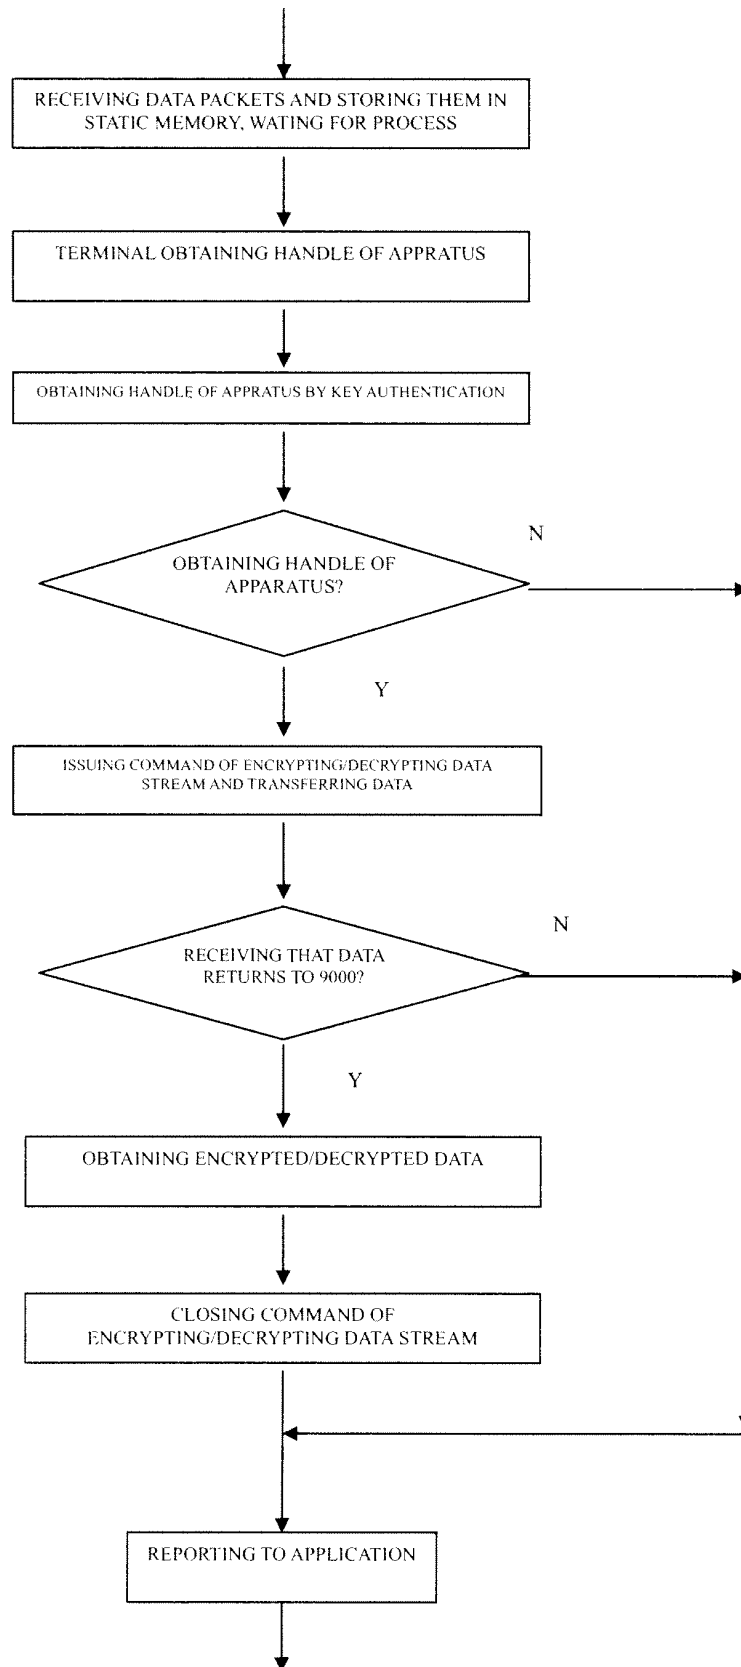 RECEIVING DATA PACKETS AND STORING THEM IN
STATIC MEMORY, WATING FOR PROCESS
TERMINAL OBTAINING HANDLE OF APPRATUS
OBTAINING HANDLE OF APPRATUS BY KEY AUTHENTICATION
N
OBTAINING HANDLE OF
APPARATUS?
Y
ISSUING COMMAND OF ENCRYPTING/DECRYPTING DATA
STREAM AND TRANSFERRING DATA
N
RECEIVING THAT DATA
RETURNS TO 9000?
Y
OBTAINING ENCRYPTED/DECRYPTED DATA
CLOSING COMMAND OF
ENCRYPTING/DECRYPTING DATA STREAM
REPORTING TO APPLICATION